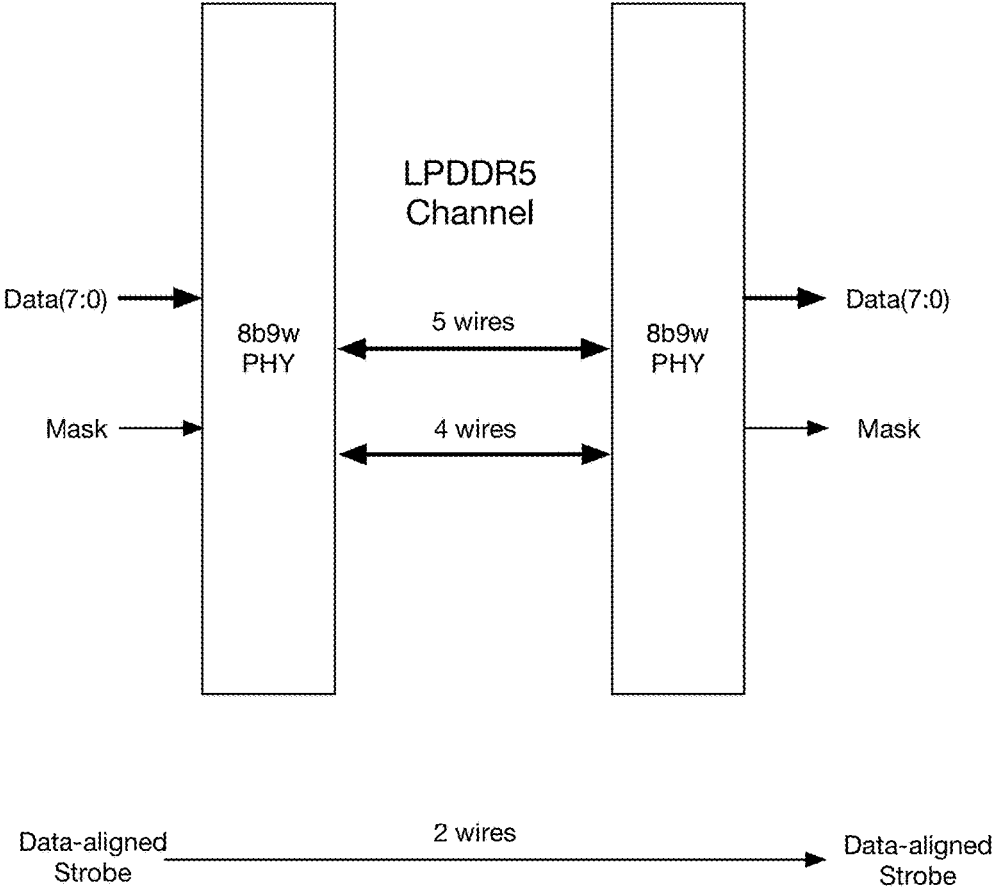 LPDDR5
Channel
Data(7:0)
5 wires
Data(7:0)
8b9w
PHY
8b9w
PHY
Mask
4 wires
Mask
2 wires
Data-aligned
Strobe
Data-aligned
Strobe